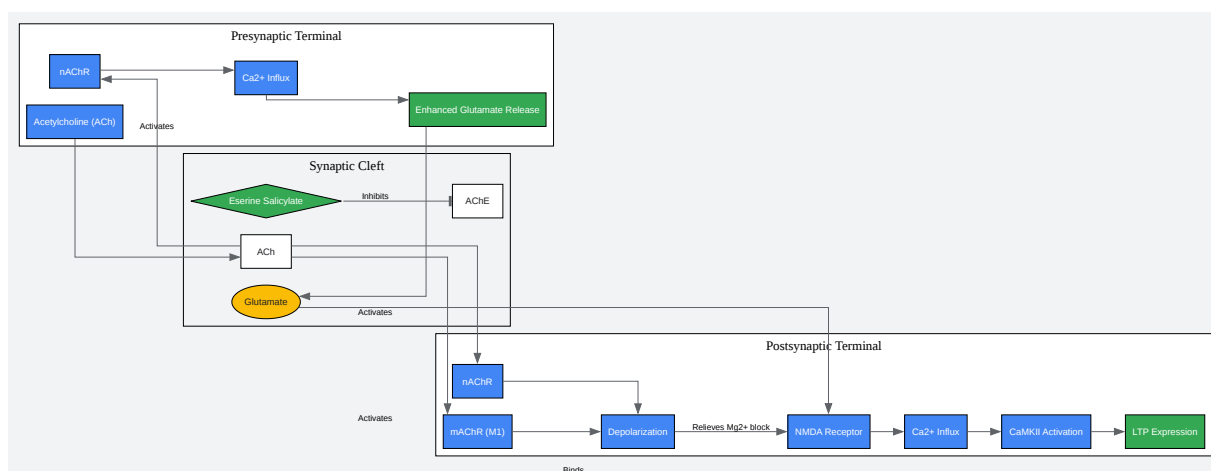 Presynaptic Terminal
nAChR
Ca2+ Influx
Enhanced Glutamate Release
Acetylcholine (ACh)
Activates
Synaptic Cleft
Eserine Salicylate
Inhibits
AChE
ACh
Glutamate
Activates
Postsynaptic Terminal
nAChR
Activates
mAChR (M1)
Depolarization
Relieves Mg2+ block
NMDA Receptor
Ca2+ Influx
CaMKII Activation
LTP Expression
Binds